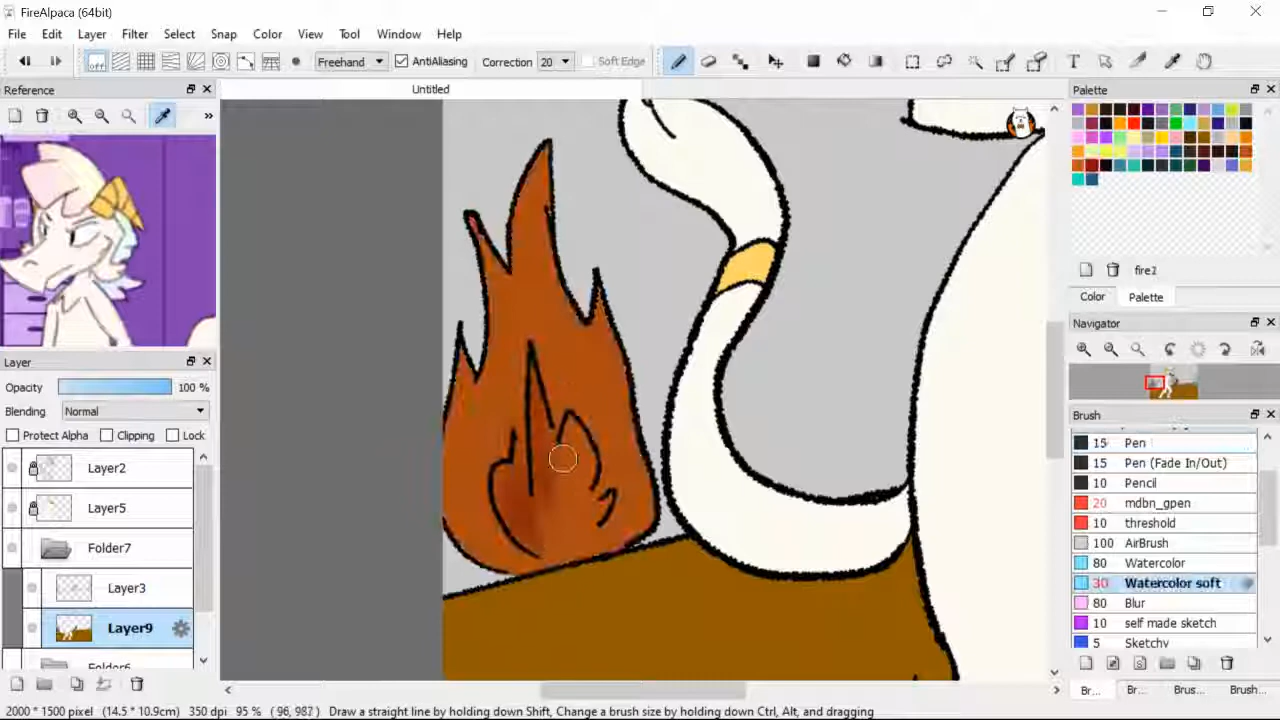 FireAlpaca (64bit)
File Edit Layer Filter Select Snap Color View Tool Window Help
off Freehand AntiAliasing Correction 20 Soft Edge T
Reference
Untitled
Palette
fire2
Color Palette
Navigator
Layer
Opacity 100 %
Blending Normal
Protect Alpha Clipping Lock
Layer2
Layer5
Folder7
Layer3
Layer9
Folder6
Brush
15 Pen
15 Pen (Fade In/Out)
10 Pencil
20 mdbn_gpen
10 threshold
100 AirBrush
80 Watercolor
30 Watercolor soft
80 Blur
10 self made sketch
5 Sketchy
Br... Br... Brus... Brush...
2000 * 1500 pixel (14.5 * 10.9cm) 350 dpi 95 % ( 96, 987 ) Draw a straight line by holding down Shift, Change a brush size by holding down Ctrl, Alt, and dragging